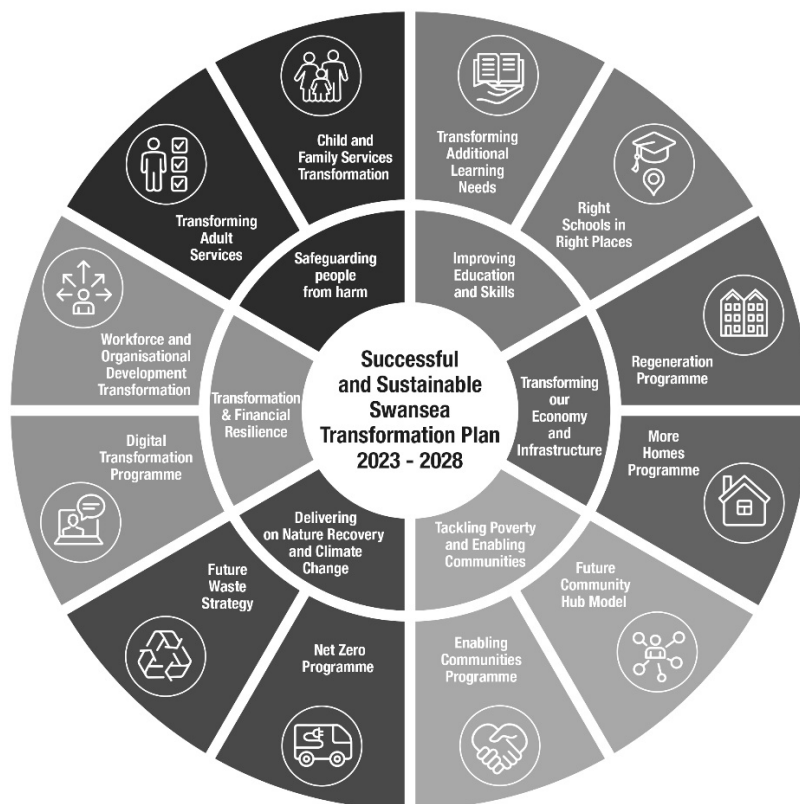 Child and
Family Services
Transformation
Transforming
Additional
Learning
Needs
Right
Schools in
Right Places
Transforming
Adult
Services
Safeguarding
people
from harm
Improving
Education
and Skills
Workforce and
Organisational
Development
Transformation
Regeneration
Programme
Transformation
& Financial
Resilience
Successful
and Sustainable
Swansea
Transformation Plan
2023 - 2028
Transforming
our
Economy
and
Infrastructure
Digital
Transformation
Programme
More
Homes
Programme
Delivering
on Nature Recovery
and Climate
Change
Tackling Poverty
and Enabling
Communities
Future
Waste
Strategy
Future
Community
Hub Model
Net Zero
Programme
Enabling
Communities
Programme